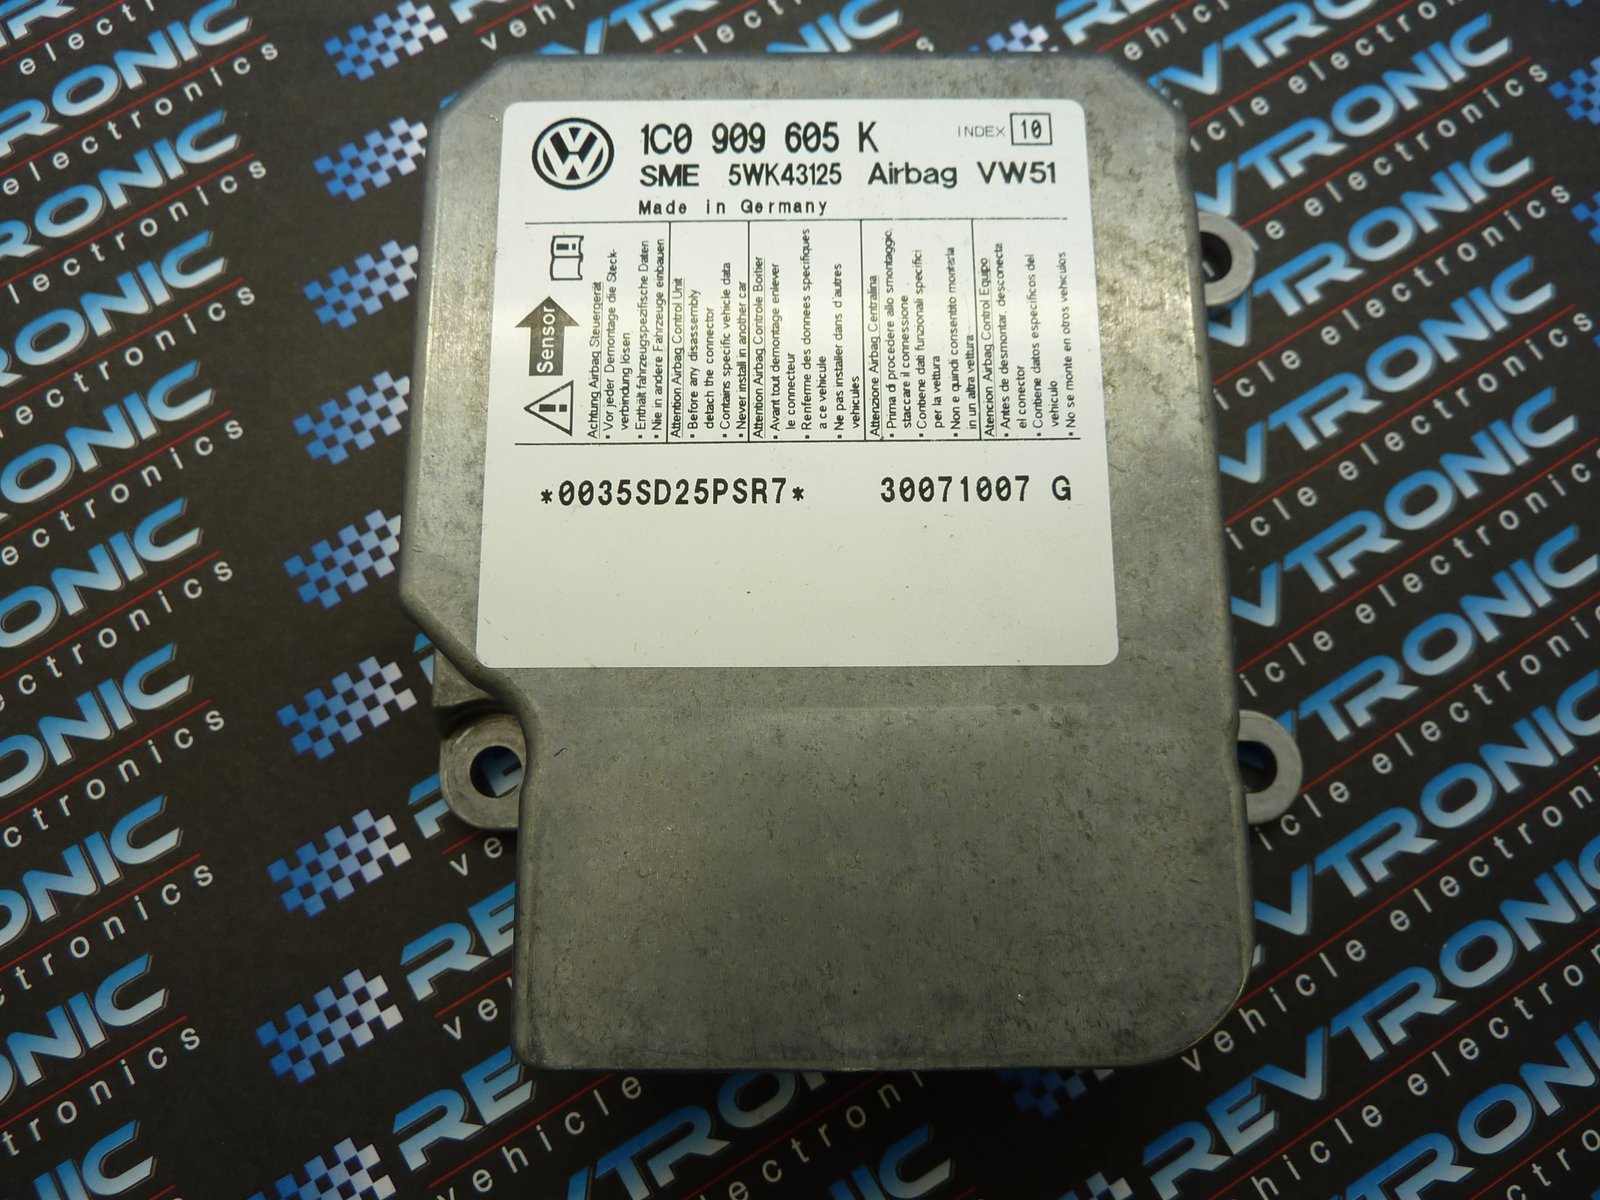 1C0 909 605 K
INDEX 10
SME 5WK43125 Airbag VW51
Made in Germany
Sensor
Achtung Airbag Steuergerät
• Vor jeder Demontage die Steck-
verbindung lösen
• Enthält fahrzeugspezifische Daten
• Nie in andere Fahrzeuge einbauen
Attention Airbag Control Unit
• Before any disassembly
detach the connector
• Contains specific vehicle data
• Never install in another car
Attention Airbag Controle Boitier
• Avant tout demontage enlever
le connecteur
• Renferme des donnees specifiques
a ce vehicule
• Ne pas installer dans d'autres
vehicules
Attenzione Airbag Centralina
• Prima di procedere allo smontaggio,
staccare il connessione
• Contiene dati funzionali specifici
per la vettura
• Non e quindi consentito montarla
in un altra vettura
Atencion Airbag Control Equipo
• Antes de desmontar, desconecta
el conector
• Contiene datos especificos del
vehiculo
• No se monte en otros vehiculos
*0035SD25PSR7* 30071007 G
REVTRONIC
vehicle electronics